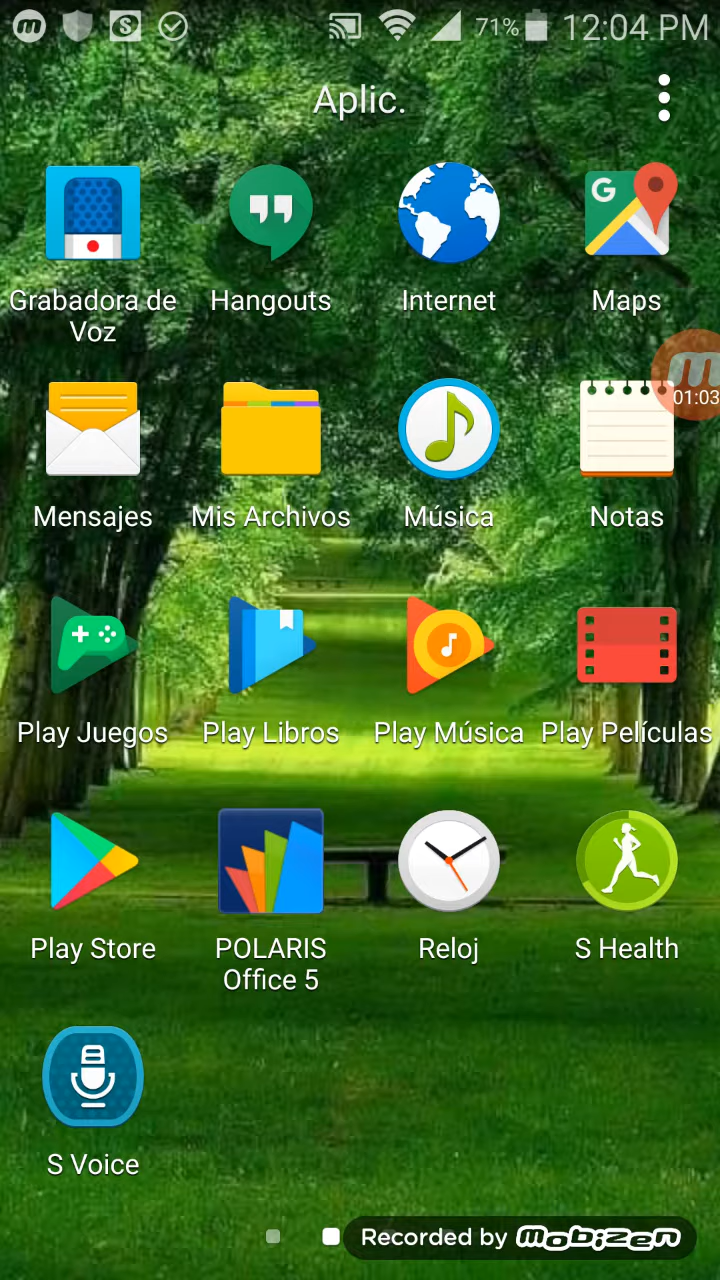 71% 12:04 PM
Aplic.
G
Grabadora de
Voz
Hangouts
Internet
Maps
01:03
Mensajes
Mis Archivos
Música
Notas
Play Juegos
Play Libros
Play Música
Play Películas
Play Store
POLARIS
Office 5
Reloj
S Health
S Voice
Recorded by mobizen